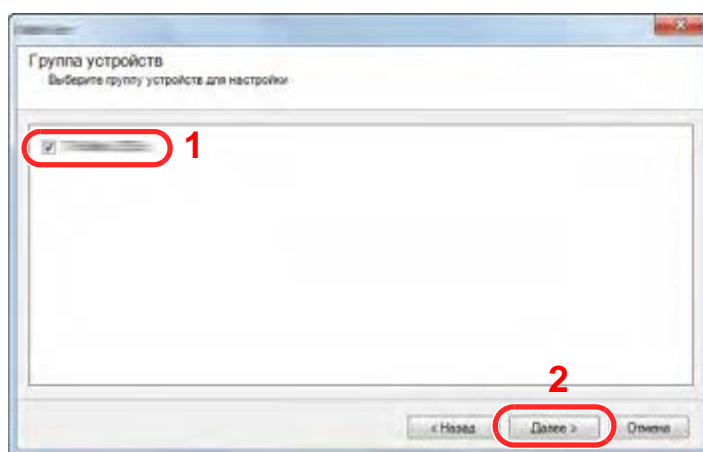 Группа устройств
Выберите группу устройств для настройки
1
2
< Назад
Далее >
Отмена